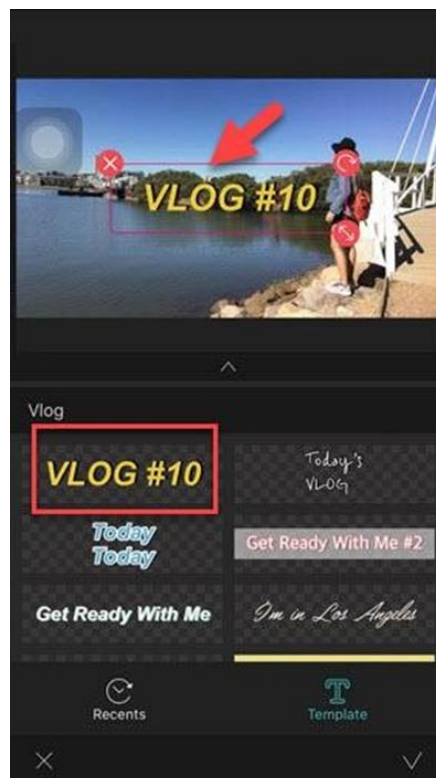 VLOG #10
Vlog
VLOG #10
Today's
VLOG
Today
Today
Get Ready With Me #2
Get Ready With Me
I'm in Los Angeles
Recents
Template